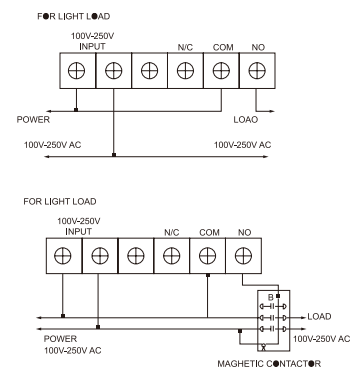 FOR LIGHT LOAD
100V-250V
INPUT N/C COM NO
POWER LOAO
100V-250V AC 100V-250V AC
FOR LIGHT LOAD
100V-250V
INPUT N/C COM NO
B
LOAD
POWER 100V-250V AC
100V-250V AC
MAGHETIC CONTACTOR